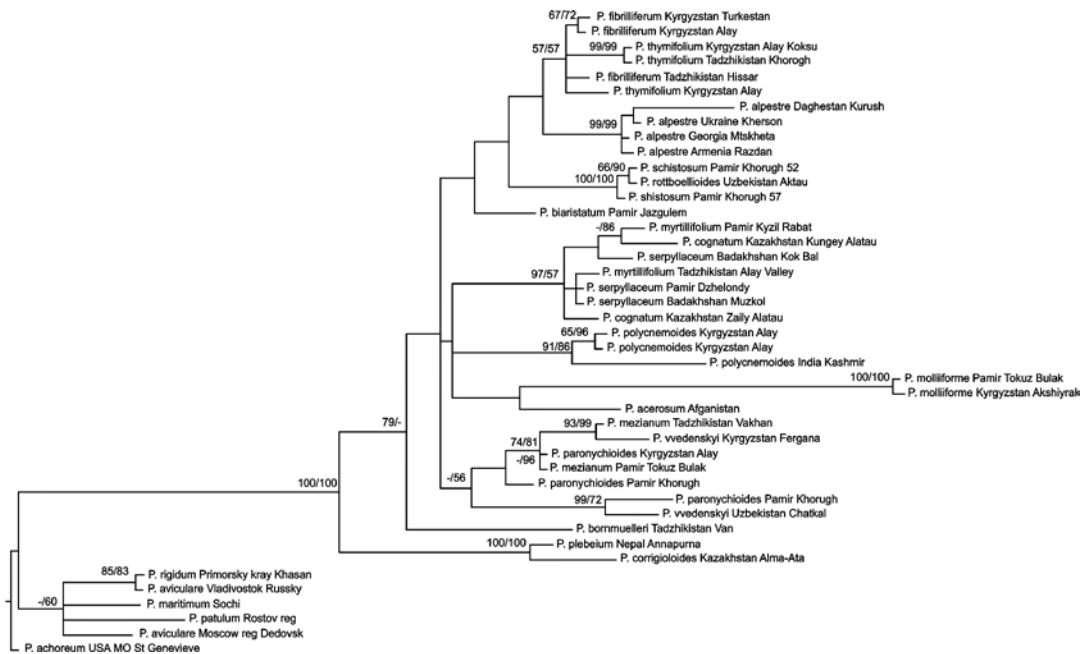 67/72
P. fibrilliferum Kyrgyzstan Turkestan
P. fibrilliferum Kyrgyzstan Alay
57/57
99/99
P. thymifolium Kyrgyzstan Alay Koksu
P. thymifolium Tadzhikistan Khorogh
P. fibrilliferum Tadzhikistan Hissar
P. thymifolium Kyrgyzstan Alay
P. alpestre Daghestan Kurush
99/99
P. alpestre Ukraine Kherson
P. alpestre Georgia Mtskheta
P. alpestre Armenia Razdan
66/90
P. schistosum Pamir Khorugh 52
100/100
P. rottboellioides Uzbekistan Aktau
P. shistosum Pamir Khorugh 57
P. biaristatum Pamir Jazgulem
-/86
P. myrtillifolium Pamir Kyzil Rabat
P. cognatum Kazakhstan Kungey Alatau
P. serpyllaceum Badakhshan Kok Bal
97/57
P. myrtillifolium Tadzhikistan Alay Valley
P. serpyllaceum Pamir Dzhelondy
P. serpyllaceum Badakhshan Muzkol
P. cognatum Kazakhstan Zaily Alatau
65/96
P. polycnemoides Kyrgyzstan Alay
91/86
P. polycnemoides Kyrgyzstan Alay
P. polycnemoides India Kashmir
100/100
P. molliiforme Pamir Tokuz Bulak
P. molliiforme Kyrgyzstan Akshiyrak
P. acerosum Afganistan
79/-
93/99
P. mezianum Tadzhikistan Vakhan
74/81
P. vvedenskyi Kyrgyzstan Fergana
P. paronychioides Kyrgyzstan Alay
-/96
P. mezianum Pamir Tokuz Bulak
-/56
P. paronychioides Pamir Khorugh
100/100
99/72
P. paronychioides Pamir Khorugh
P. vvedenskyi Uzbekistan Chatkal
P. bornmuelleri Tadzhikistan Van
100/100
P. plebeium Nepal Annapurna
P. corrigioloides Kazakhstan Alma-Ata
85/83
P. rigidum Primorsky kray Khasan
P. aviculare Vladivostok Russky
-/60
P. maritimum Sochi
P. patulum Rostov reg
P. aviculare Moscow reg Dedovsk
P. achoreum USA MO St Genevieve